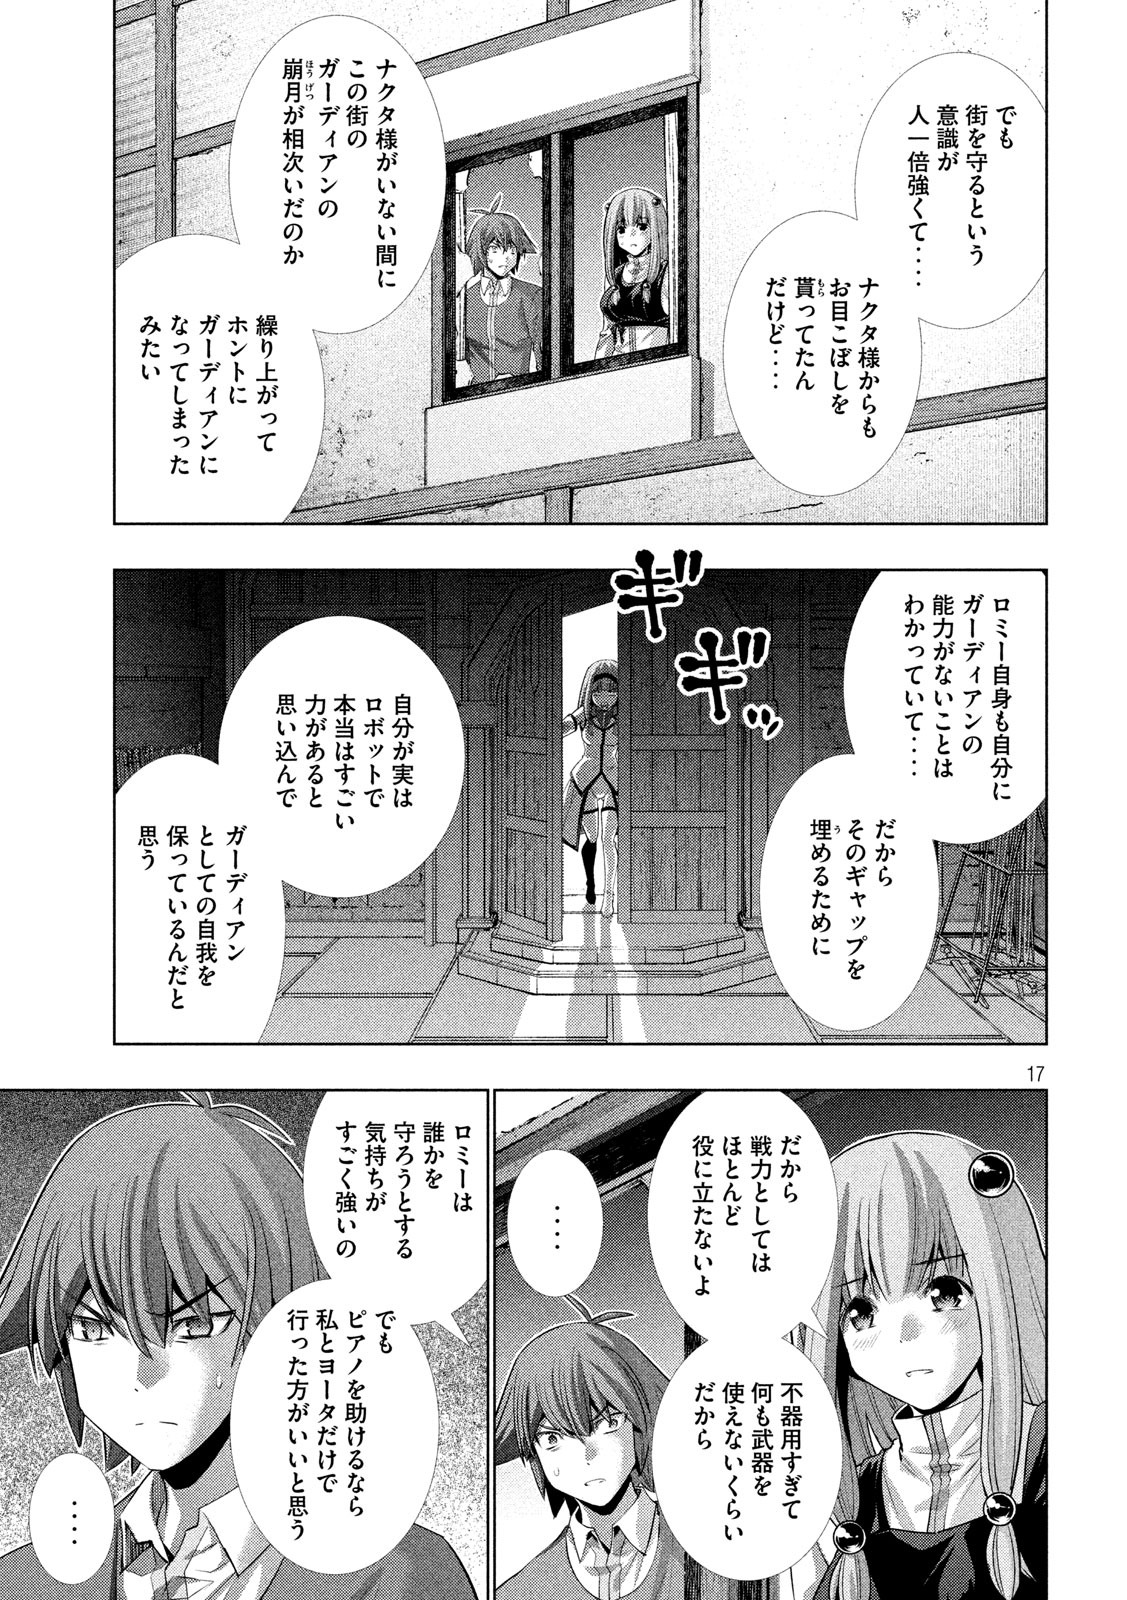 でも
街を守るという
意識が
人一倍強くて‥‥
ナクタ様からも
お目こぼしを
貰ってたん
もら
だけど‥‥
ナクタ様がいない間に
この街の
ガーディアンの
崩月が相次いだのか
ほうげつ
繰り上がって
ホントに
ガーディアンに
なってしまった
みたい
ギギ
ロミー自身も自分に
ガーディアンの
能力がないことは
わかっていて‥‥
だから
そのギャップを
埋めるために
う
自分が実は
ロボットで
本当はすごい
力があると
思い込んで
ガーディアン
としての自我を
保っているんだと
思う
17
だから
戦力としては
ほとんど
役に立たないよ
不器用すぎて
何も武器を
使えないくらい
だから
‥‥
ロミーは
誰かを
守ろうとする
気持ちが
すごく強いの
でも
ピアノを助けるなら
私とヨータだけで
行った方がいいと思う
‥‥